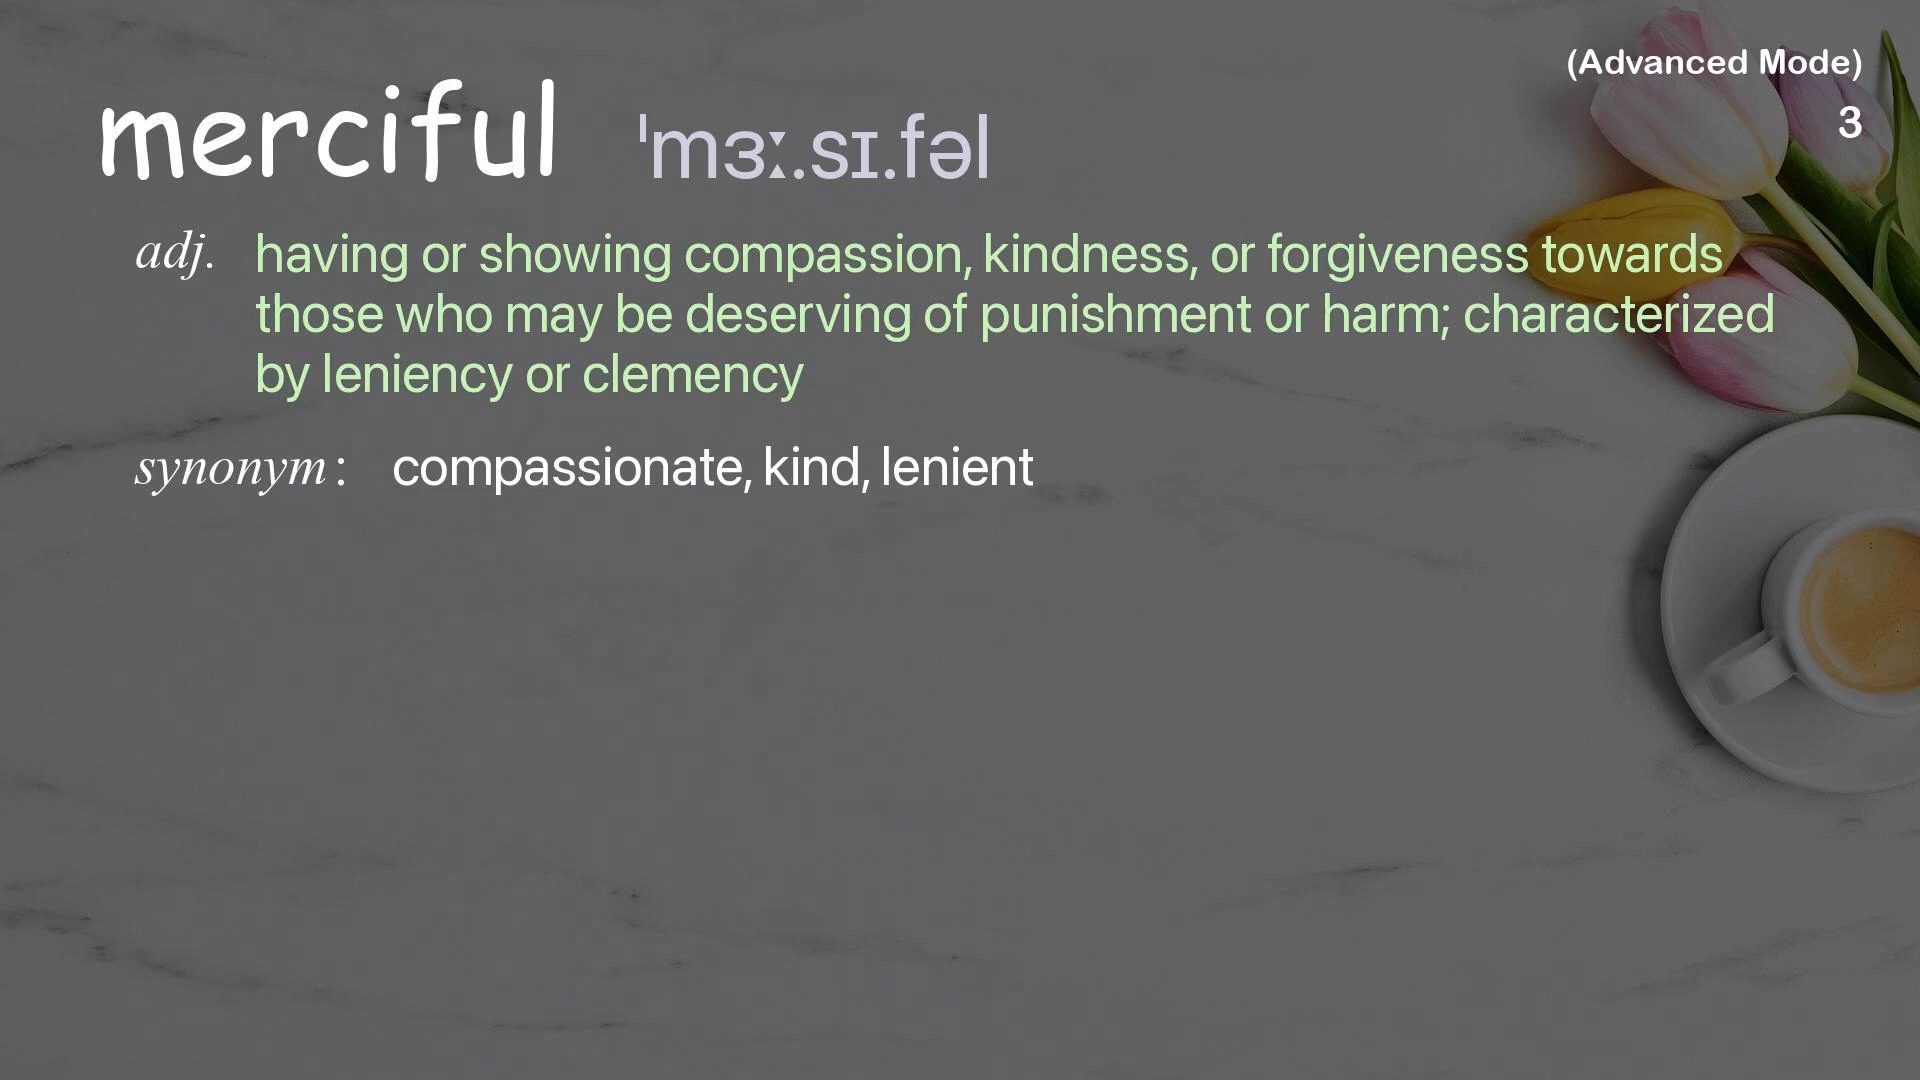 (Advanced Mode)
3
merciful ˈmɜː.sɪ.fəl
adj. having or showing compassion, kindness, or forgiveness towards
those who may be deserving of punishment or harm; characterized
by leniency or clemency
synonym: compassionate, kind, lenient